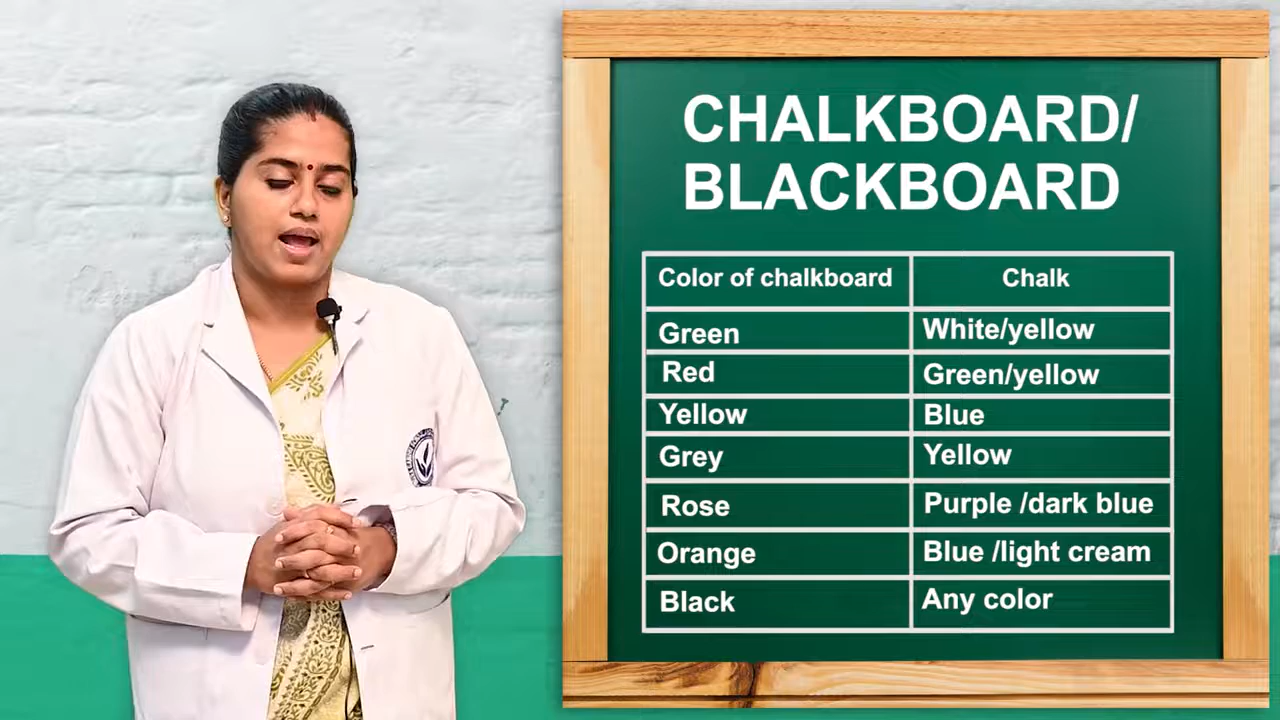 CHALKBOARD/
BLACKBOARD
Color of chalkboard Chalk
Green White/yellow
Red Green/yellow
Yellow Blue
Grey Yellow
Rose Purple /dark blue
Orange Blue /light cream
Black Any color